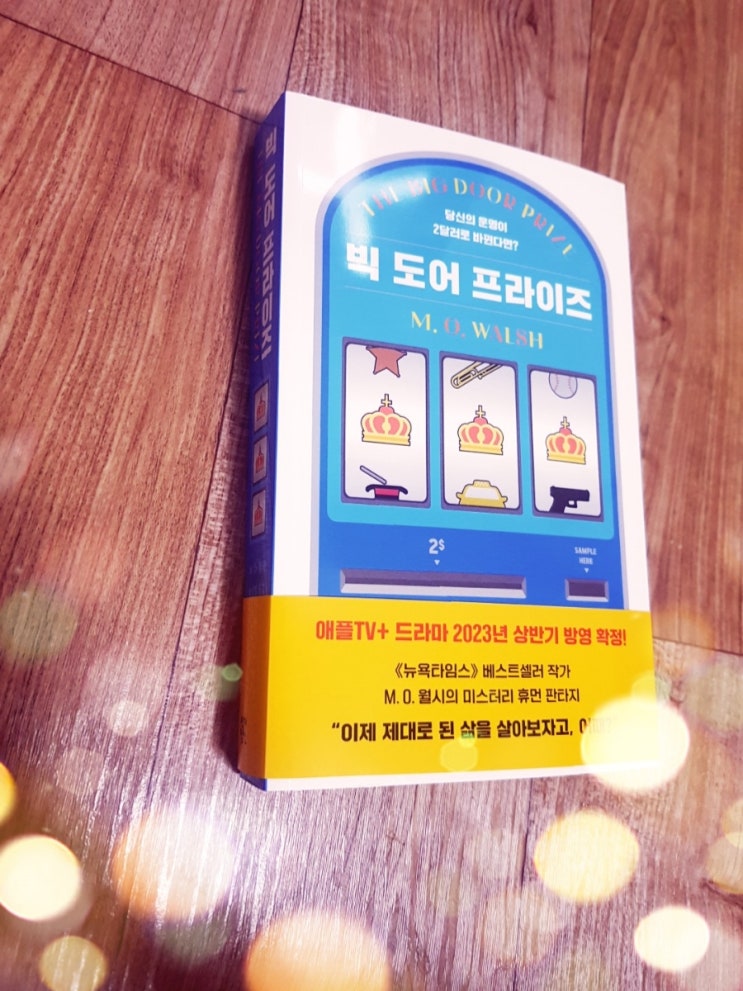 THE BIG DOOR PRIZE
당신의 운명이
2달러로 바뀐다면?
빅 도어 프라이즈
M. O. WALSH
2$
SAMPLE
HERE
애플TV+ 드라마 2023년 상반기 방영 확정!
《뉴욕타임스》 베스트셀러 작가
M. O. 월시의 미스터리 휴먼 판타지
“이제 제대로 된 삶을 살아보자고,
빅 도어 프라이즈